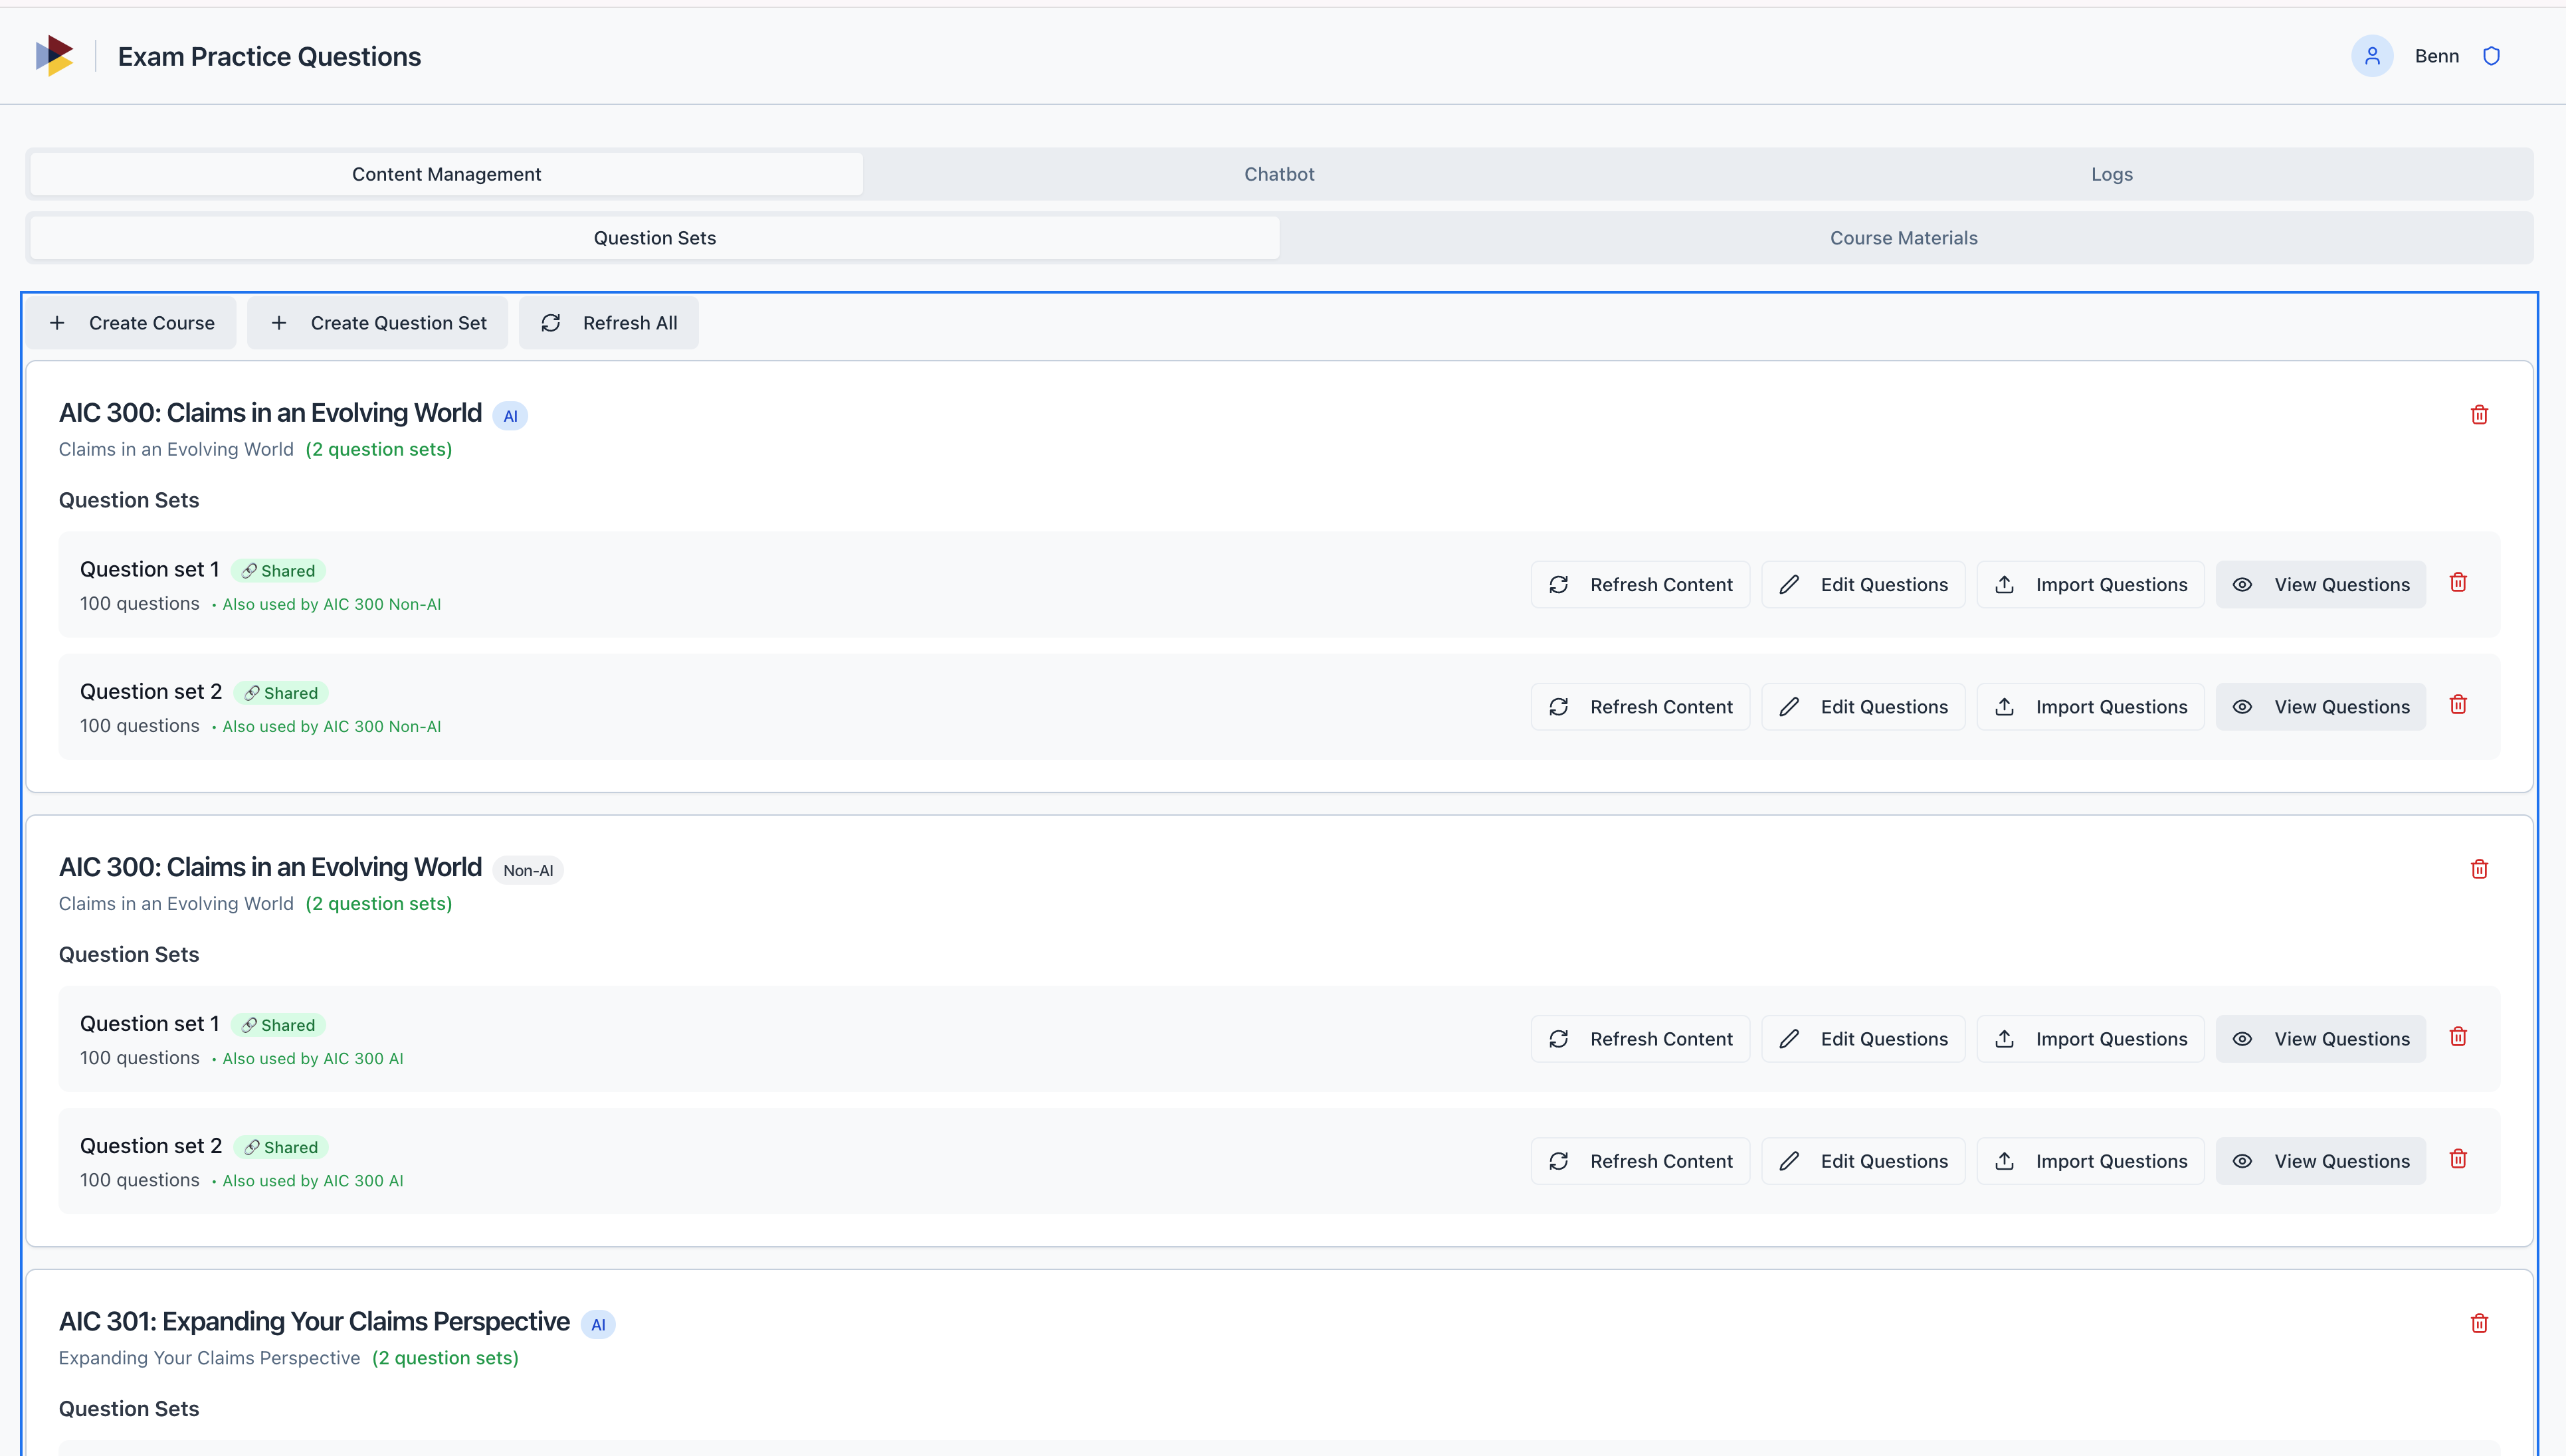 Exam Practice Questions
Benn
Content Management
Chatbot
Logs
Question Sets
Course Materials
Create Course
Create Question Set
Refresh All
AIC 300: Claims in an Evolving World AI
Claims in an Evolving World (2 question sets)
Question Sets
Question set 1 Shared
100 questions • Also used by AIC 300 Non-AI
Refresh Content
Edit Questions
Import Questions
View Questions
Question set 2 Shared
100 questions • Also used by AIC 300 Non-AI
Refresh Content
Edit Questions
Import Questions
View Questions
AIC 300: Claims in an Evolving World Non-AI
Claims in an Evolving World (2 question sets)
Question Sets
Question set 1 Shared
100 questions • Also used by AIC 300 AI
Refresh Content
Edit Questions
Import Questions
View Questions
Question set 2 Shared
100 questions • Also used by AIC 300 AI
Refresh Content
Edit Questions
Import Questions
View Questions
AIC 301: Expanding Your Claims Perspective AI
Expanding Your Claims Perspective (2 question sets)
Question Sets